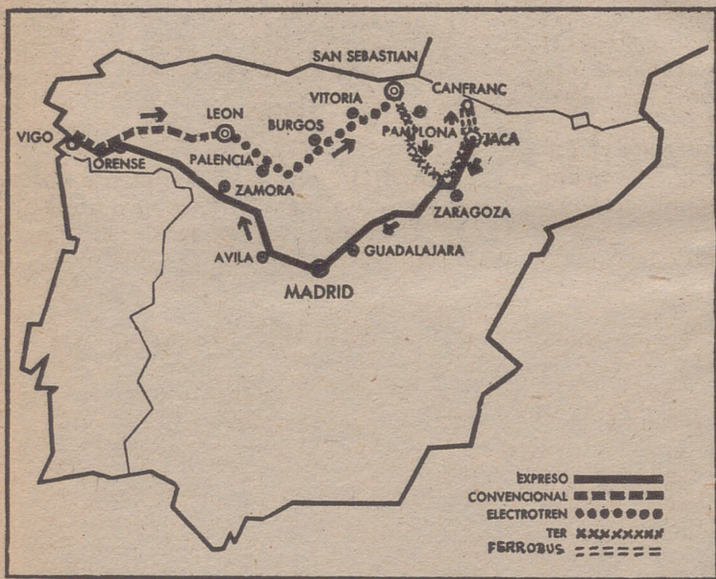 SAN SEBASTIAN
CANFRANC
VITORIA
LEON
BURGOS
PAMPLONA
JACA
VIGO
ORENSE
PALENCIA
ZAMORA
ZARAGOZA
AVILA
GUADALAJARA
MADRID
EXPRESO
CONVENCIONAL
ELECTROTREN
TER
FERROBUS